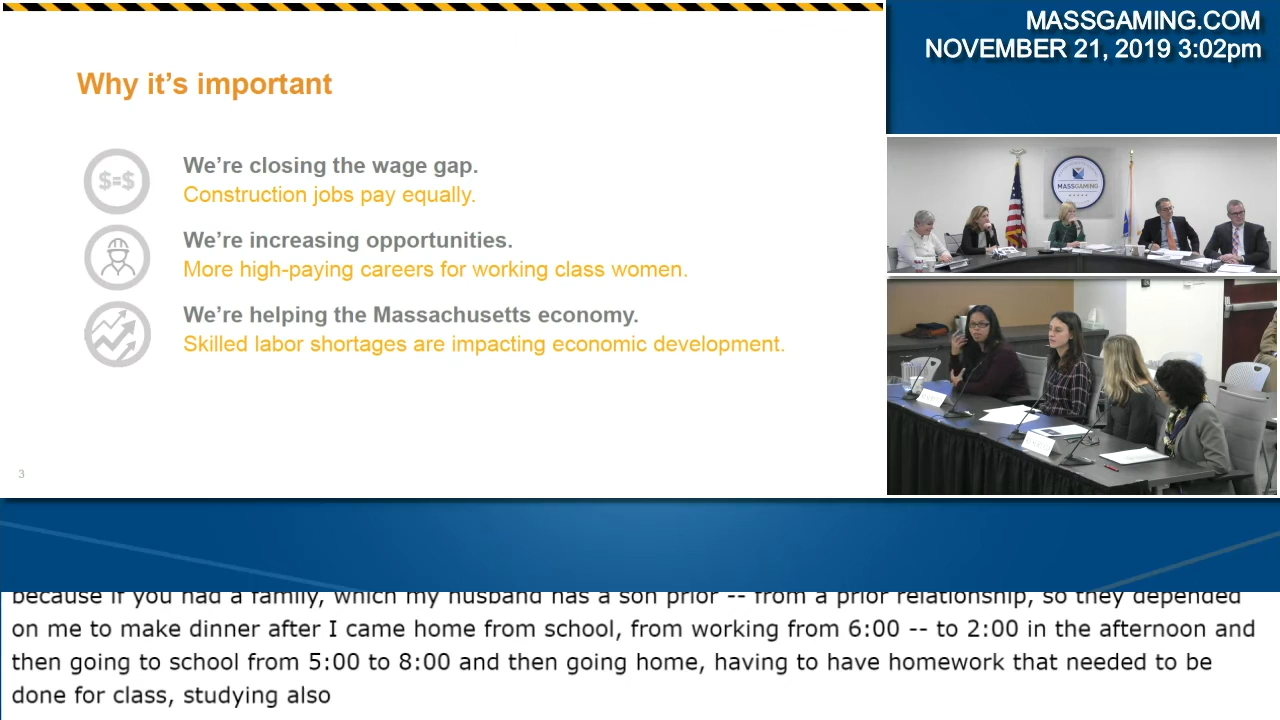 MASSGAMING.COM
NOVEMBER 21, 2019 3:02pm
Why it's important
$=$
We're closing the wage gap.
Construction jobs pay equally.
We're increasing opportunities.
More high-paying careers for working class women.
We're helping the Massachusetts economy.
Skilled labor shortages are impacting economic development.
3
MASSGAMING
because if you had a family, which my husband has a son prior -- from a prior relationship, so they depended
on me to make dinner after I came home from school, from working from 6:00 -- to 2:00 in the afternoon and
then going to school from 5:00 to 8:00 and then going home, having to have homework that needed to be
done for class, studying also